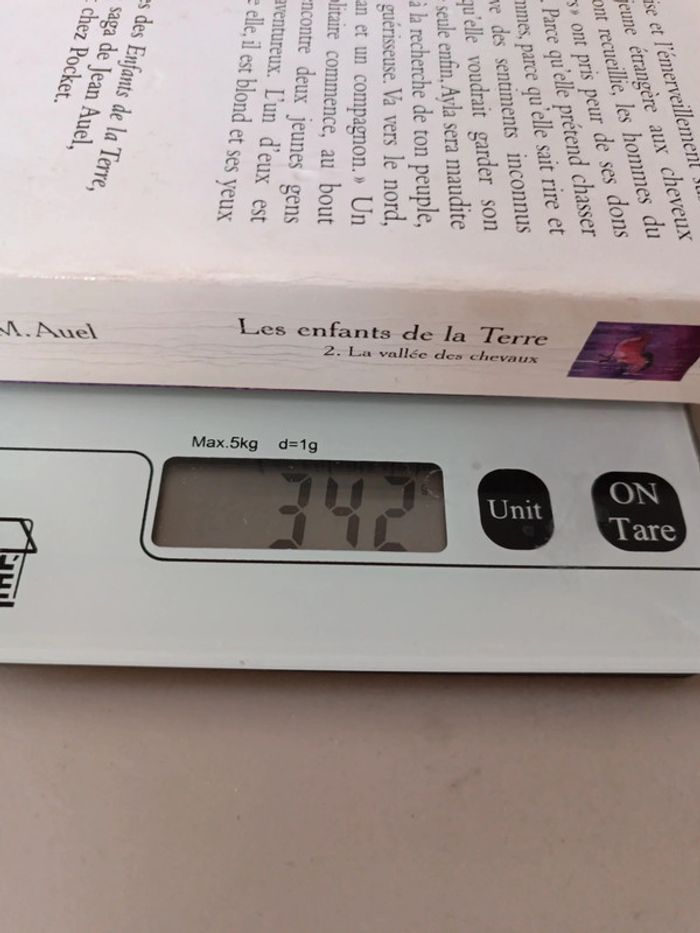 et l'émerveillement
jeune étrangère aux cheveux
ont recueillie, les hommes du
» ont pris peur de ses dons
. Parce qu'elle prétend chasser
mmes, parce qu'elle sait rire et
ve des sentiments inconnus
qu'elle voudrait garder son
seule enfin, Ayla sera maudite
à la recherche de ton peuple,
guérisseuse. Va vers le nord,
an et un compagnon. » Un
olitaire commence, au bout
encontre deux jeunes gens
aventureux. L'un d'eux est
e elle, il est blond et ses yeux
es des Enfants de la Terre,
saga de Jean Auel,
chez Pocket.
M. Auel
Les enfants de la Terre
2. La vallée des chevaux
Max.5kg d=1g
342
Unit
ON
Tare